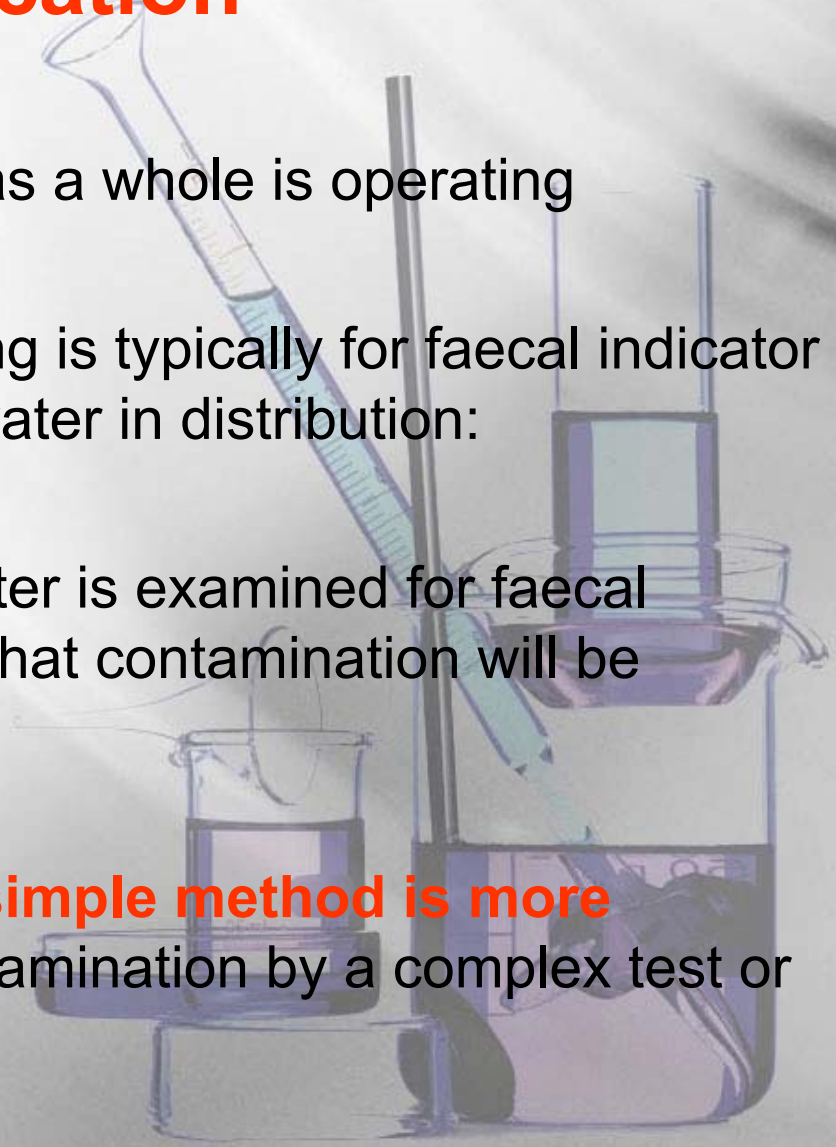 cation
as a whole is operating
ng is typically for faecal indicator
ater in distribution:
ter is examined for faecal
hat contamination will be
simple method is more
amination by a complex test or